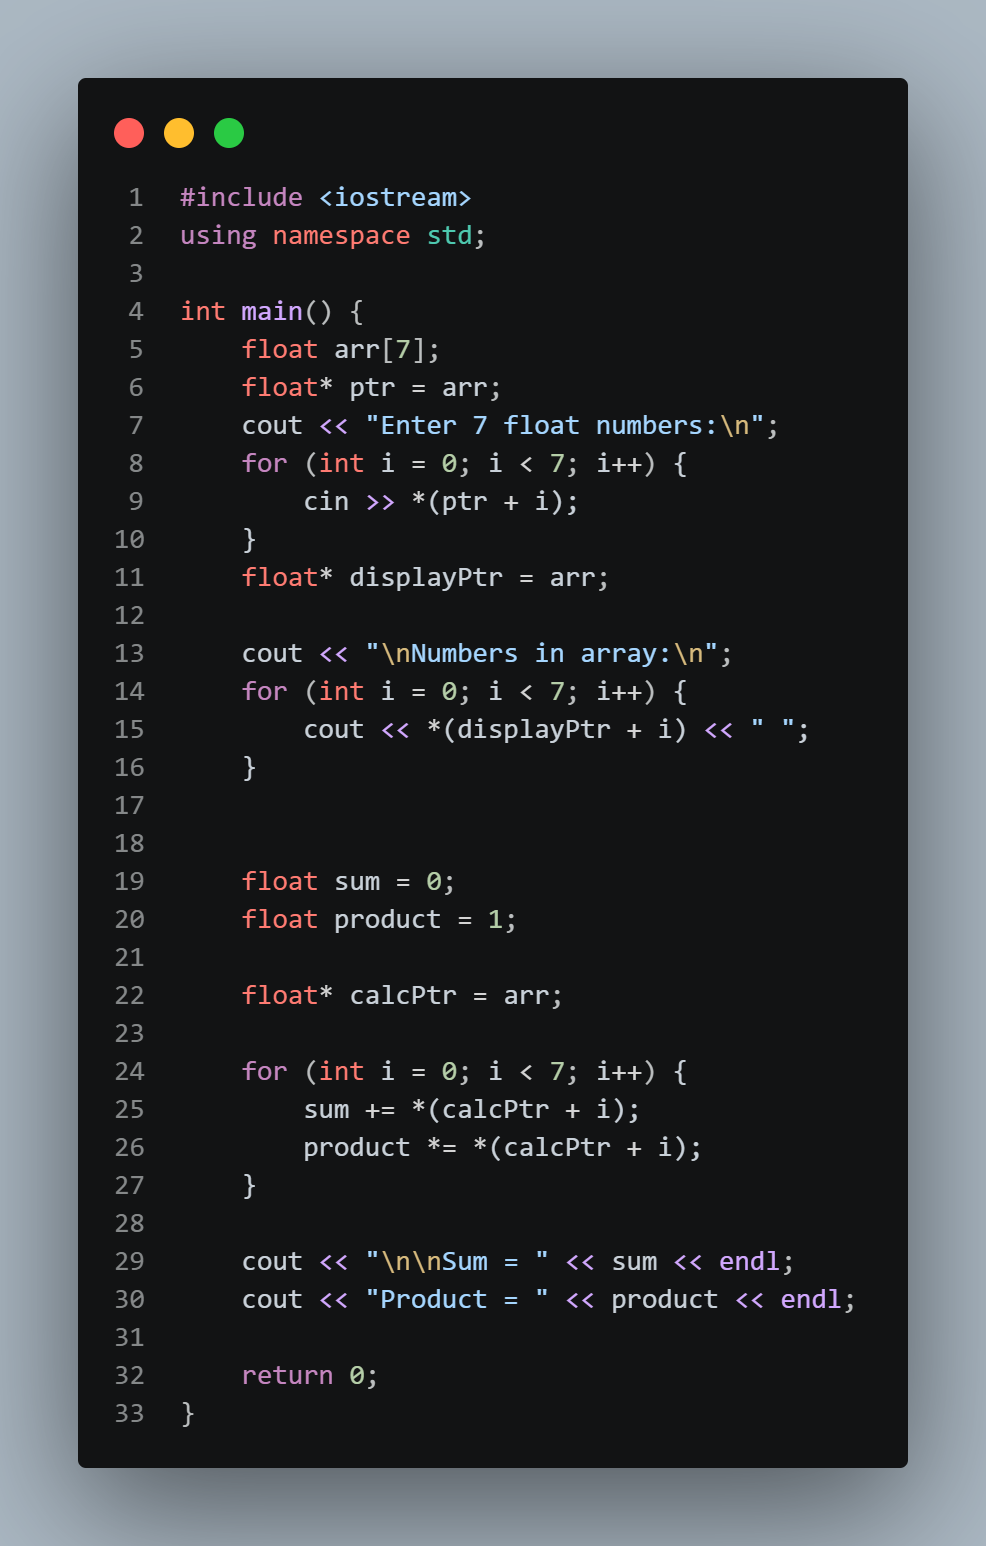 1 #include <iostream>
2 using namespace std;
3
4 int main() {
5     float arr[7];
6     float* ptr = arr;
7     cout << "Enter 7 float numbers:\n";
8     for (int i = 0; i < 7; i++) {
9         cin >> *(ptr + i);
10     }
11     float* displayPtr = arr;
12
13     cout << "\nNumbers in array:\n";
14     for (int i = 0; i < 7; i++) {
15         cout << *(displayPtr + i) << " ";
16     }
17
18
19     float sum = 0;
20     float product = 1;
21
22     float* calcPtr = arr;
23
24     for (int i = 0; i < 7; i++) {
25         sum += *(calcPtr + i);
26         product *= *(calcPtr + i);
27     }
28
29     cout << "\n\nSum = " << sum << endl;
30     cout << "Product = " << product << endl;
31
32     return 0;
33 }